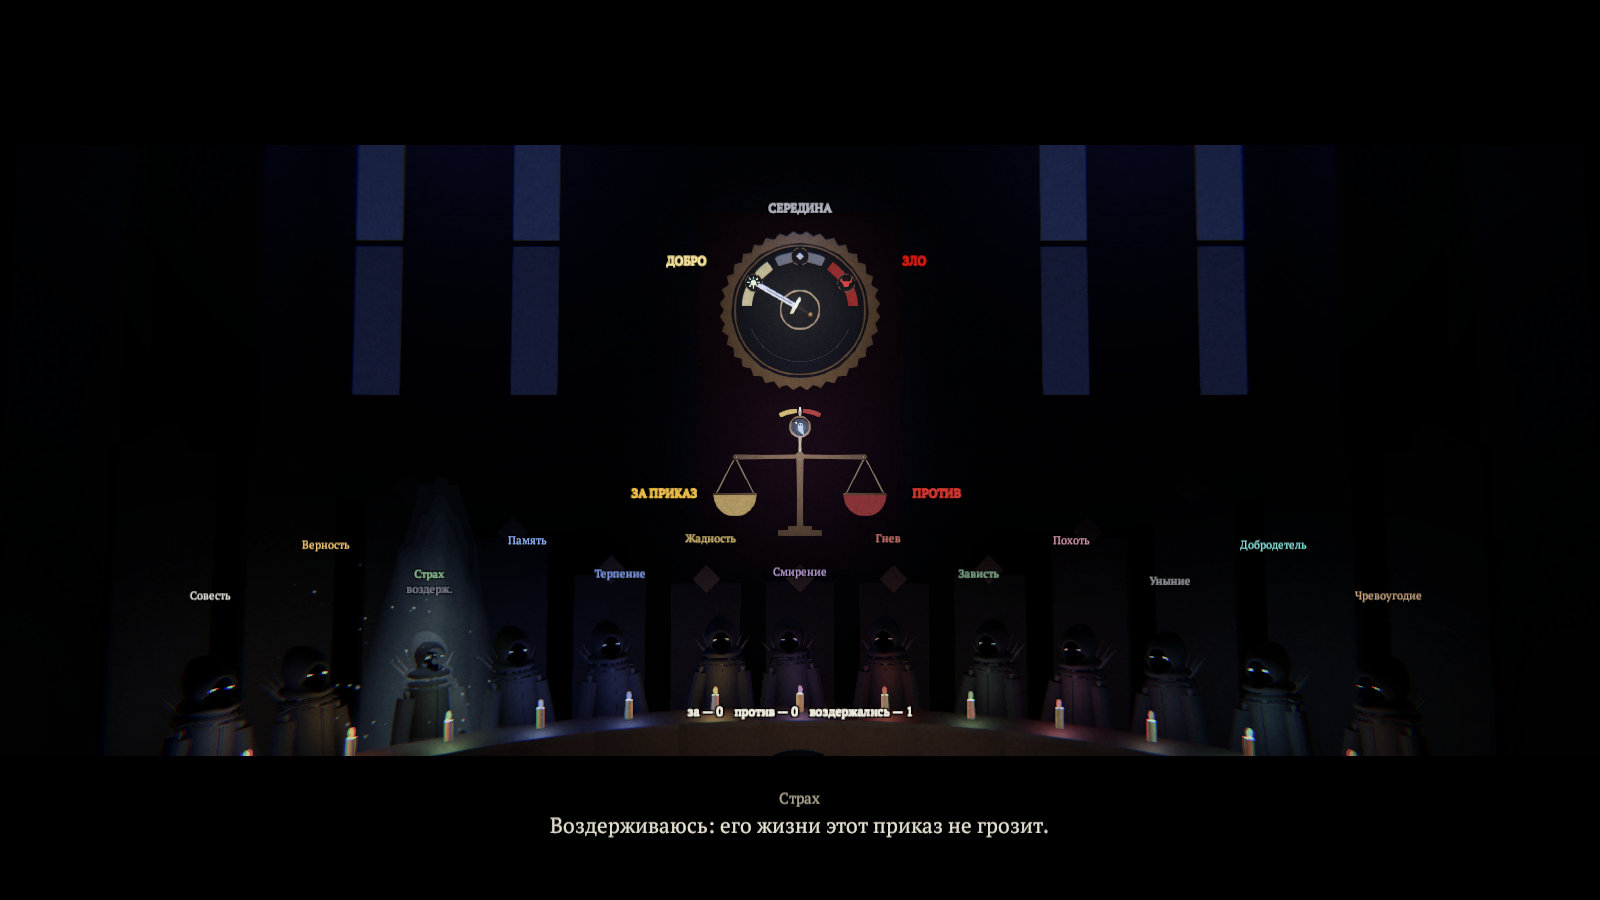 СЕРЕДИНА
ДОБРО
ЗЛО
ЗА ПРИКАЗ
ПРОТИВ
Совесть
Верность
Страх
воздерж.
Память
Терпение
Жадность
Смирение
Гнев
Зависть
Похоть
Уныние
Добродетель
Чревоугодие
за — 0 против — 0 воздержались — 1
Страх
Воздерживаюсь: его жизни этот приказ не грозит.